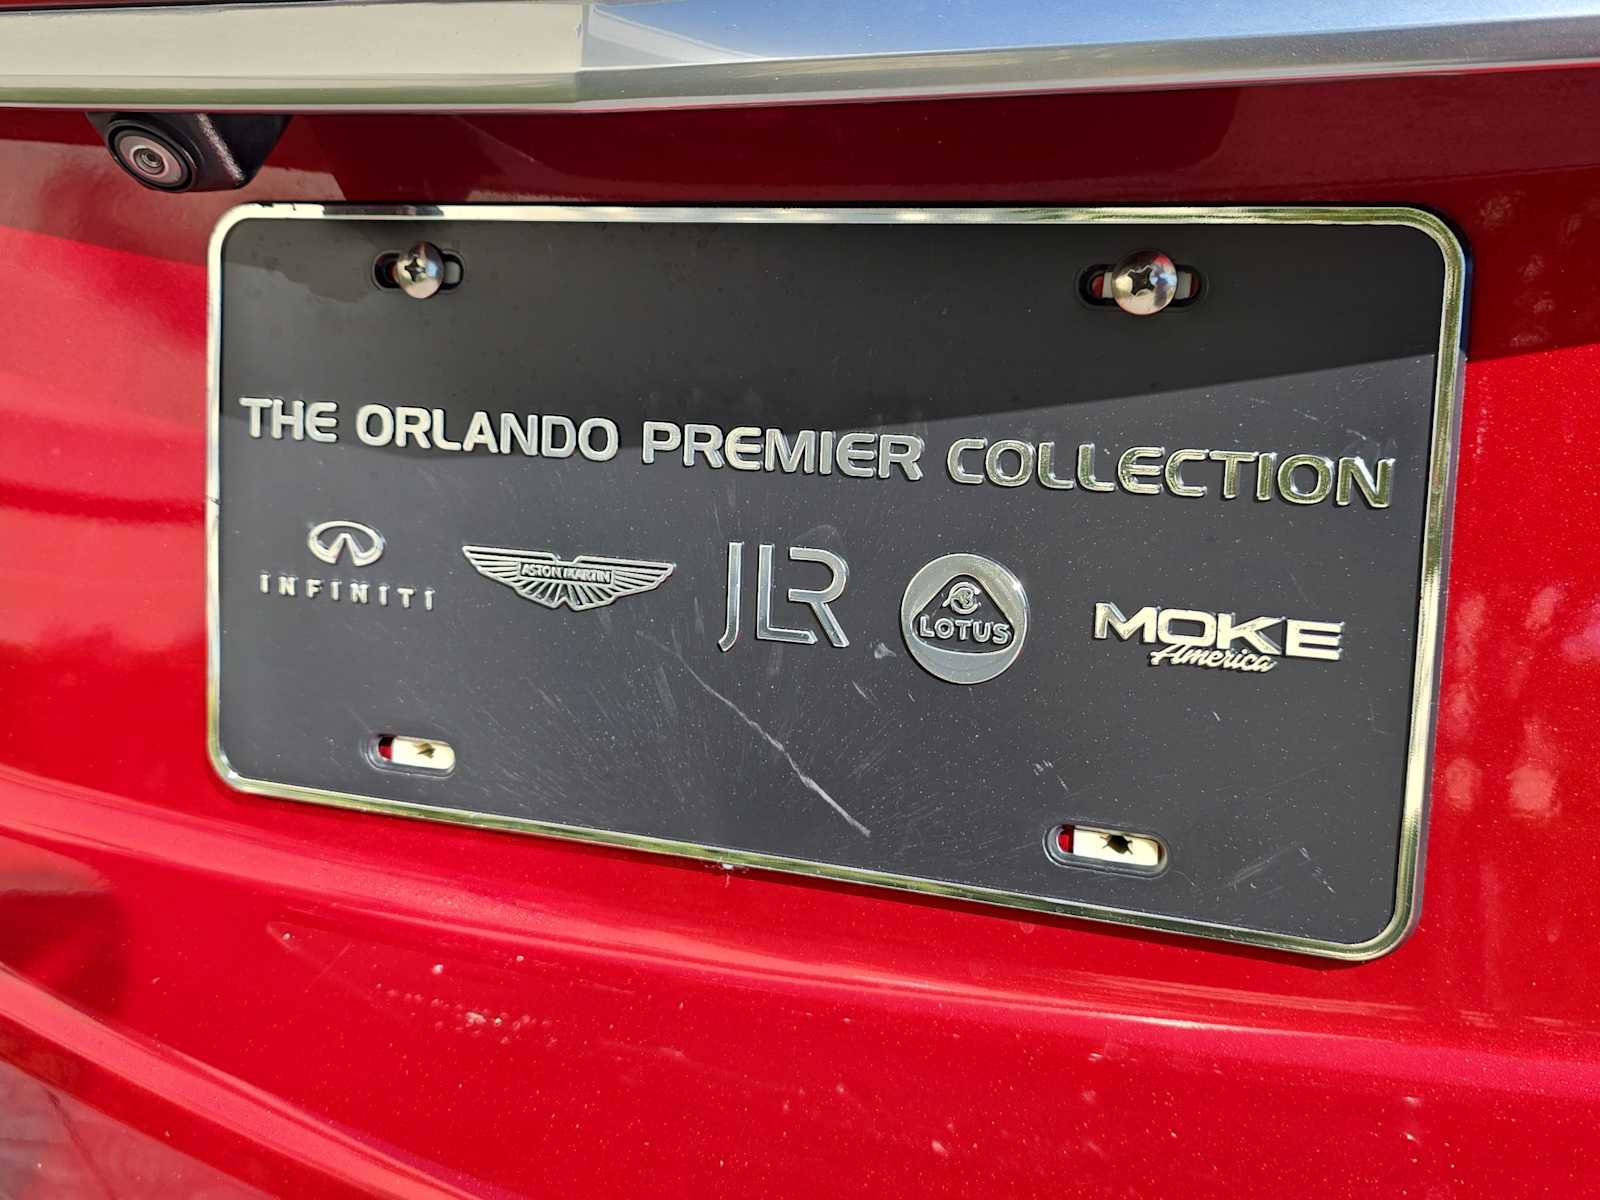 THE ORLANDO PREMIER COLLECTION
INFINITI
ASTON MARTIN
JLR
LOTUS
MOKE
America